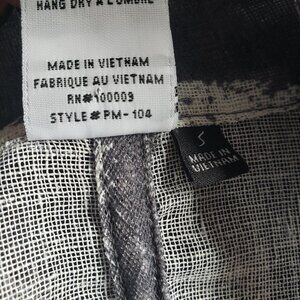 HANG DRY A L'OMBRE
MADE IN VIETNAM
FABRIQUE AU VIETNAM
RN#100009
STYLE # PM - 104
S
MADE IN
VIETNAM